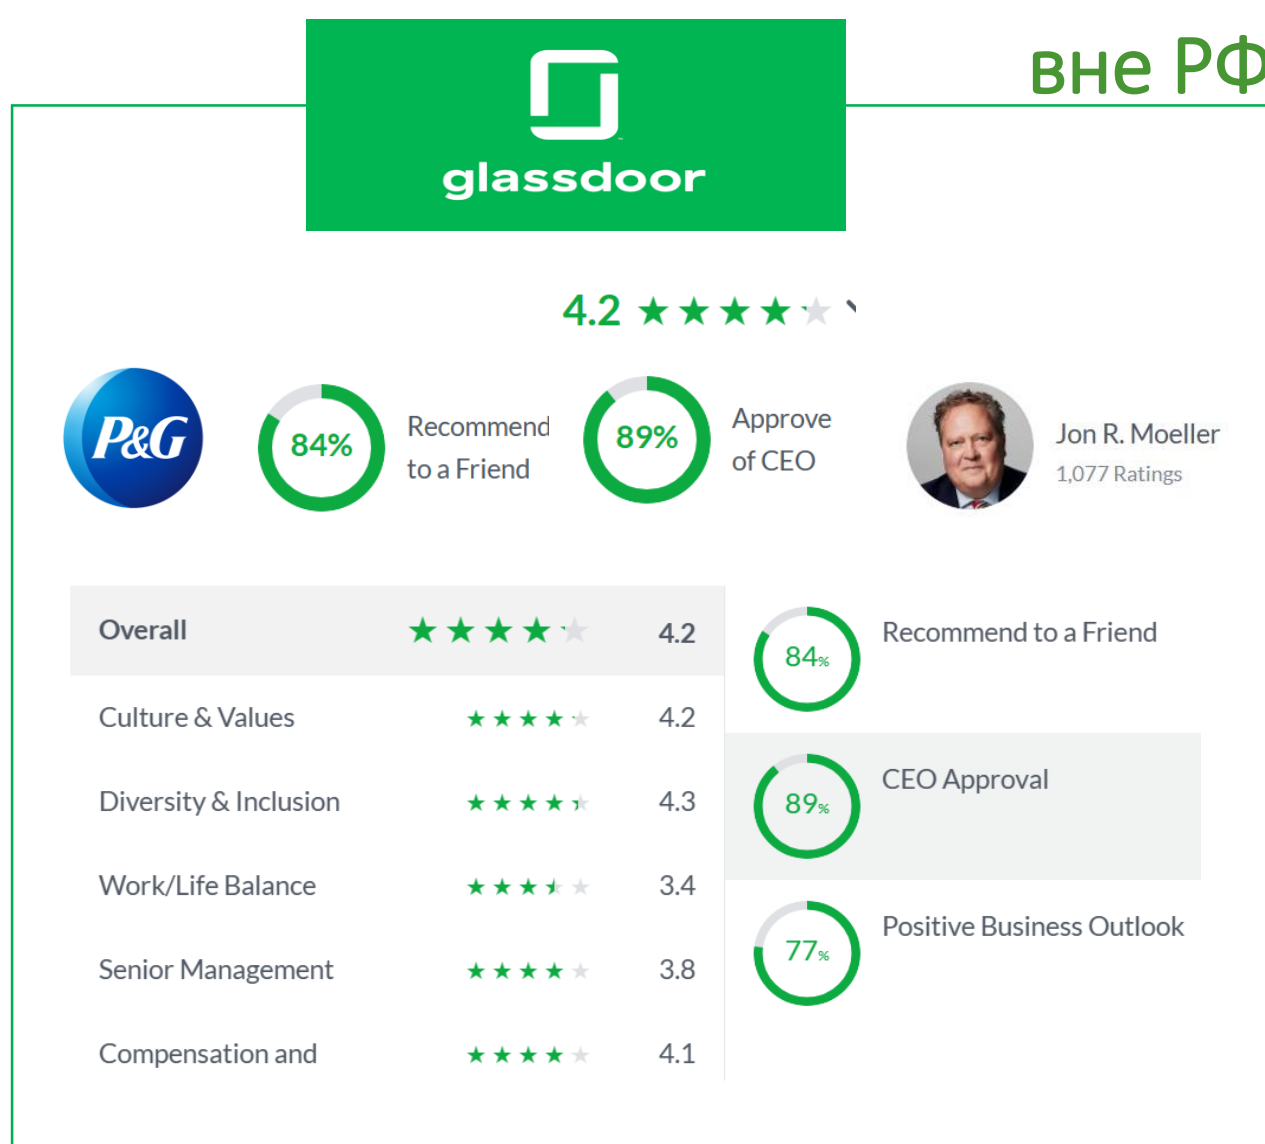 вне РФ
glassdoor
4.2
P&G
84%
Recommend
to a Friend
89%
Approve
of CEO
Jon R. Moeller
1,077 Ratings
Overall 4.2
Culture & Values 4.2
Diversity & Inclusion 4.3
Work/Life Balance 3.4
Senior Management 3.8
Compensation and 4.1
84% Recommend to a Friend
89% CEO Approval
77% Positive Business Outlook